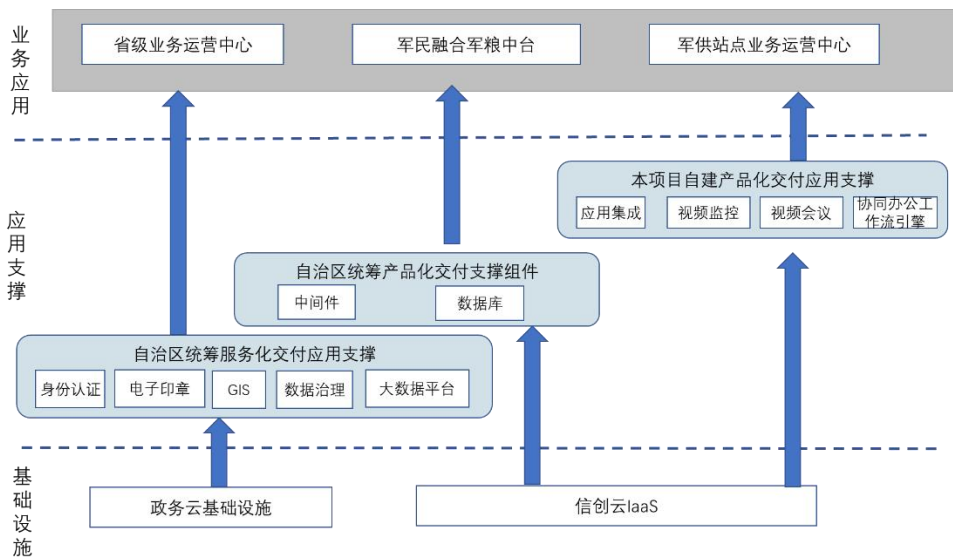 业务应用
省级业务运营中心
军民融合军粮中台
军供站点业务运营中心
应用支撑
本项目自建产品化交付应用支撑
应用集成
视频监控
视频会议
协同办公工
作流引擎
自治区统筹产品化交付支撑组件
中间件
数据库
自治区统筹服务化交付应用支撑
身份认证
电子印章
GIS
数据治理
大数据平台
基础设施
政务云基础设施
信创云IaaS